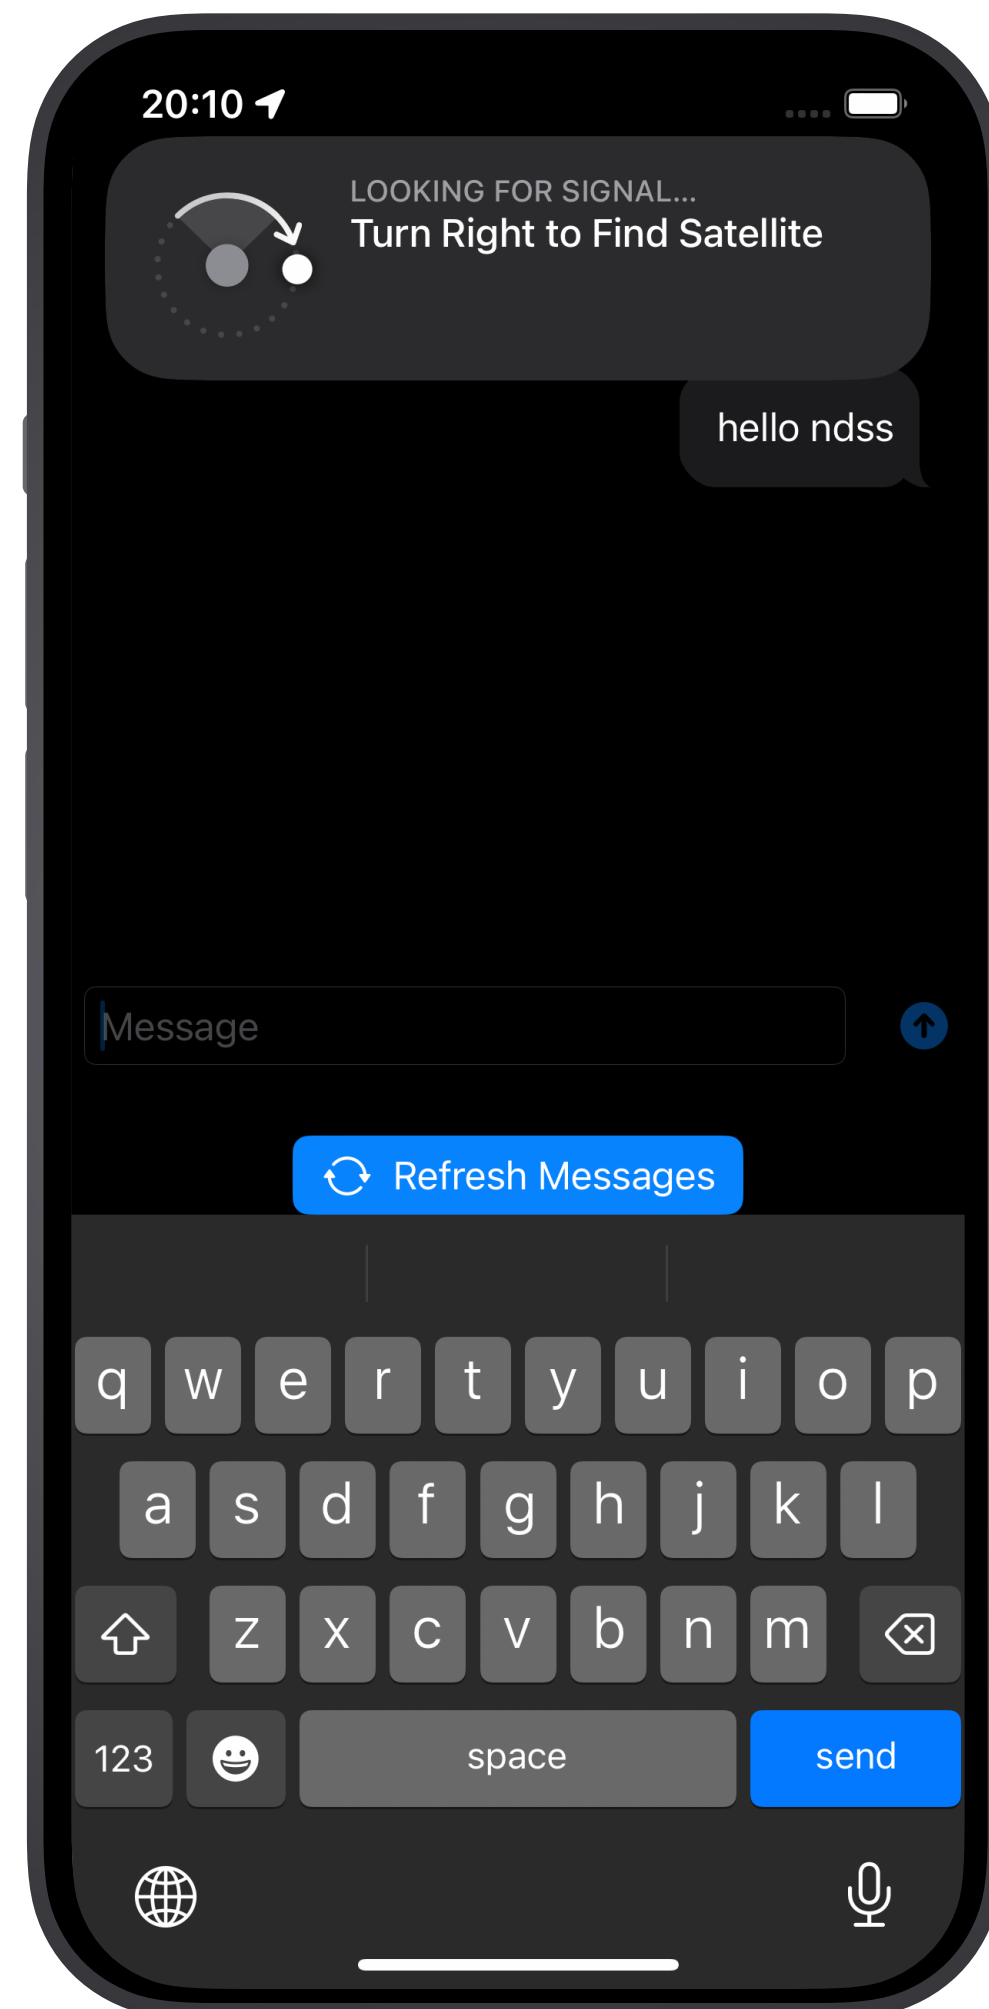 20:10
LOOKING FOR SIGNAL...
Turn Right to Find Satellite
hello ndss
Message
Refresh Messages
q w e r t y u i o p
a s d f g h j k l
z x c v b n m
123 space send